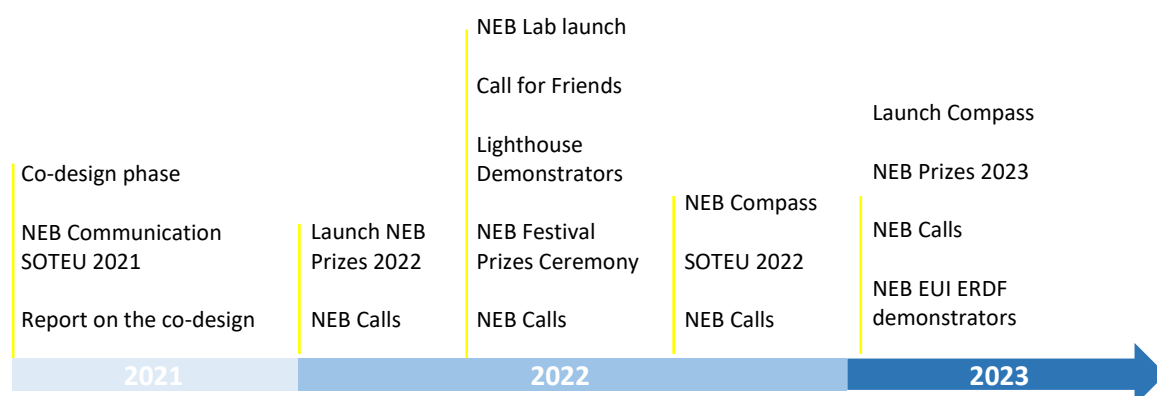 Co-design phase
NEB Communication
SOTEU 2021
Report on the co-design
Launch NEB
Prizes 2022
NEB Calls
NEB Lab launch
Call for Friends
Lighthouse
Demonstrators
NEB Festival
Prizes Ceremony
NEB Calls
NEB Compass
SOTEU 2022
NEB Calls
Launch Compass
NEB Prizes 2023
NEB Calls
NEB EUI ERDF
demonstrators
2021
2022
2023